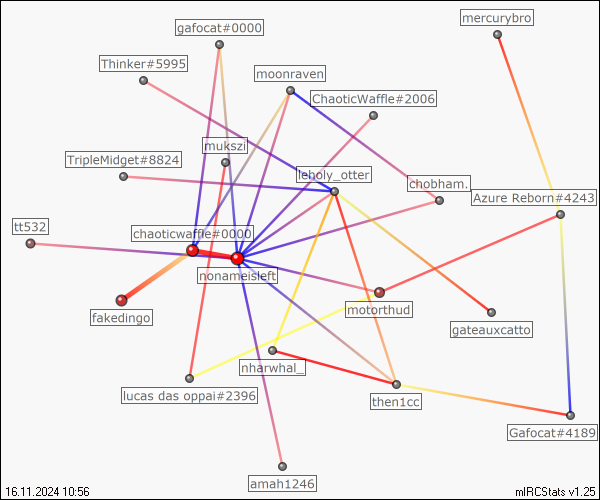 mercurybro
gafocat#0000
Thinker#5995
moonraven
ChaoticWaffle#2006
mukszi
TripleMidget#8824
leholy_otter
chobham.
Azure Reborn#4243
tt532
chaoticwaffle#0000
nonameisleft
motorthud
fakedingo
gateauxcatto
nharwhal_
lucas das oppai#2396
then1cc
Gafocat#4189
amah1246
16.11.2024 10:56
mIRCStats v1.25